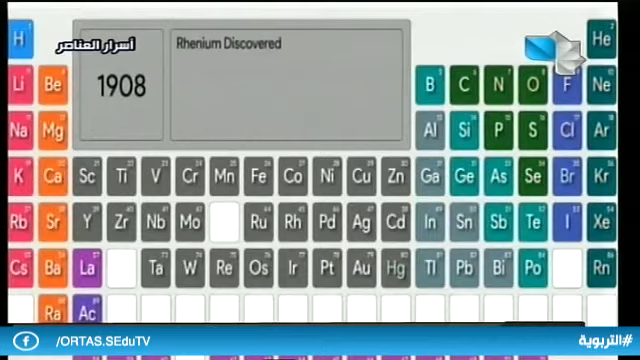 H He
أسرار العناصر
1908 Rhenium Discovered
Li Be B C N O F Ne
Na Mg Al Si P S Cl Ar
K Ca Sc Ti V Cr Mn Fe Co Ni Cu Zn Ga Ge As Se Br Kr
Rb Sr Y Zr Nb Mo Ru Rh Pd Ag Cd In Sn Sb Te I Xe
Cs Ba La Ta W Re Os Ir Pt Au Hg Tl Pb Bi Po Rn
Ra Ac
/ORTAS.SEduTV
#التربوية